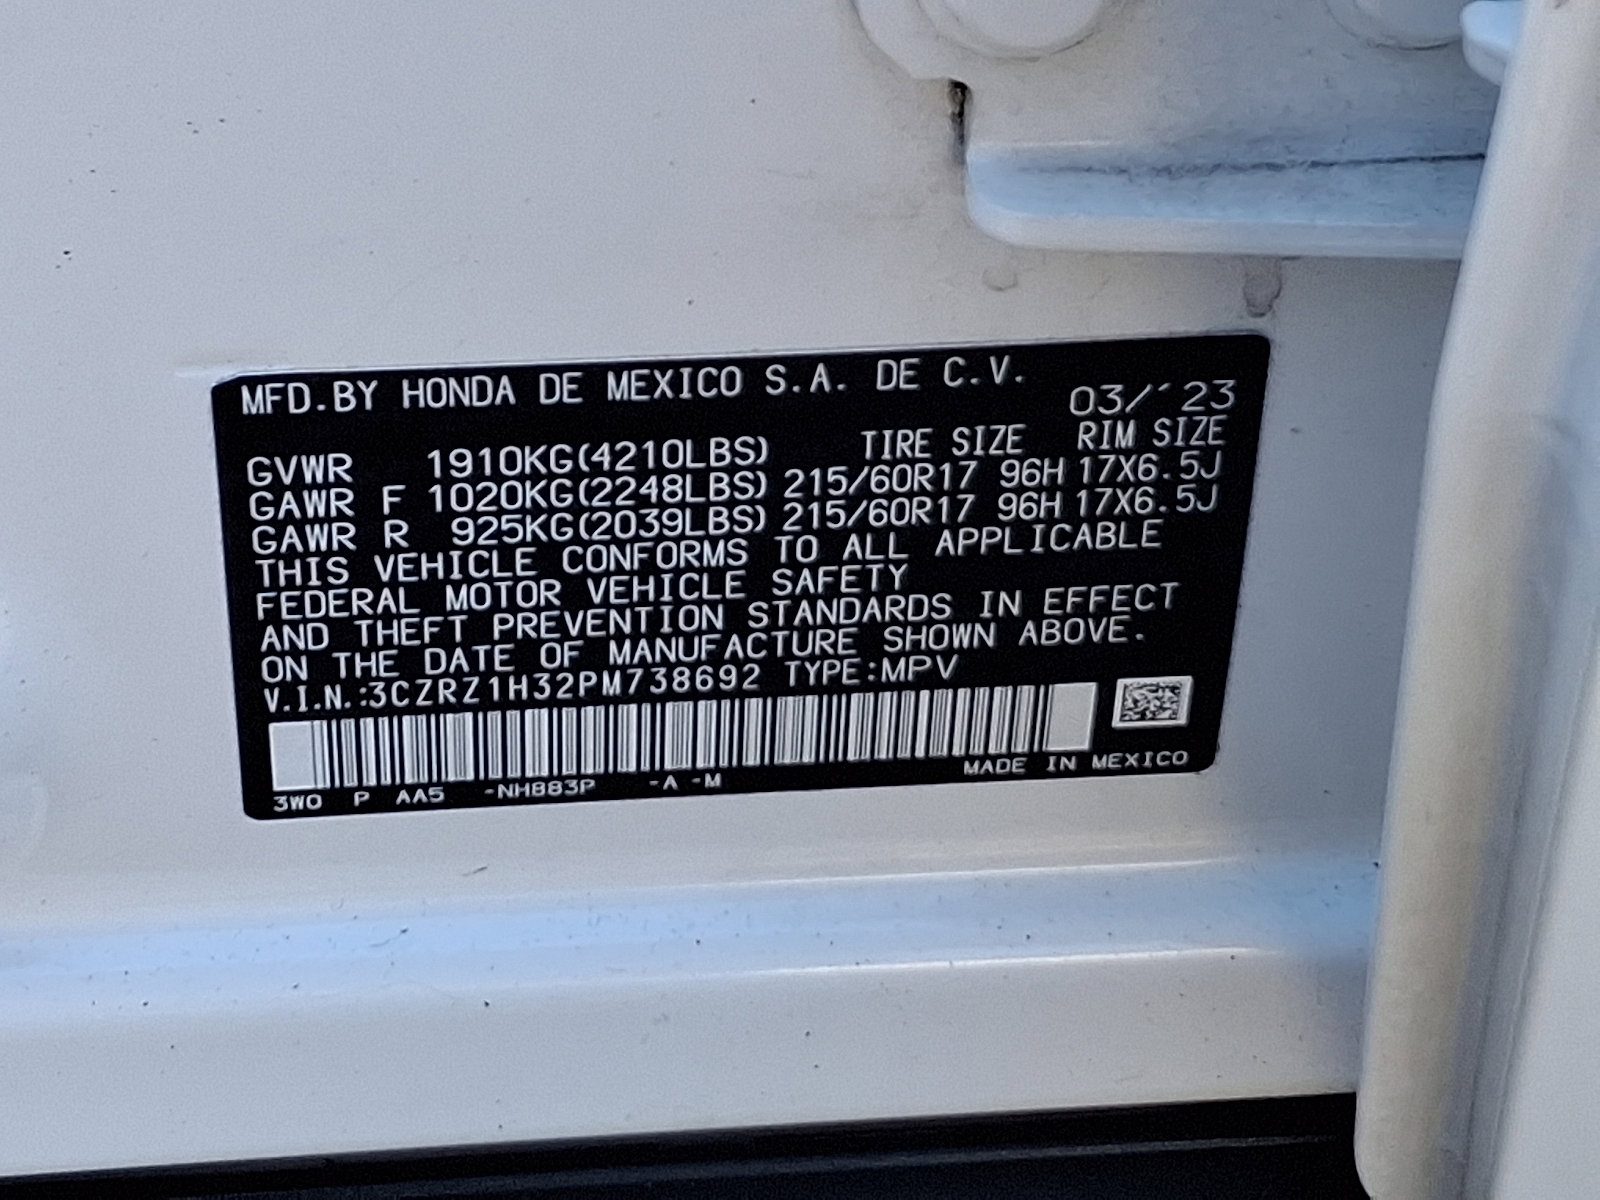 MFD.BY HONDA DE MEXICO S.A. DE C.V.
03/´23
TIRE SIZE RIM SIZE
GVWR 1910KG(4210LBS)
GAWR F 1020KG(2248LBS) 215/60R17 96H 17X6.5J
GAWR R 925KG(2039LBS) 215/60R17 96H 17X6.5J
THIS VEHICLE CONFORMS TO ALL APPLICABLE
FEDERAL MOTOR VEHICLE SAFETY
AND THEFT PREVENTION STANDARDS IN EFFECT
ON THE DATE OF MANUFACTURE SHOWN ABOVE.
V.I.N.:3CZRZ1H32PM738692 TYPE:MPV
3W0 P AA5 -NH883P -A -M MADE IN MEXICO